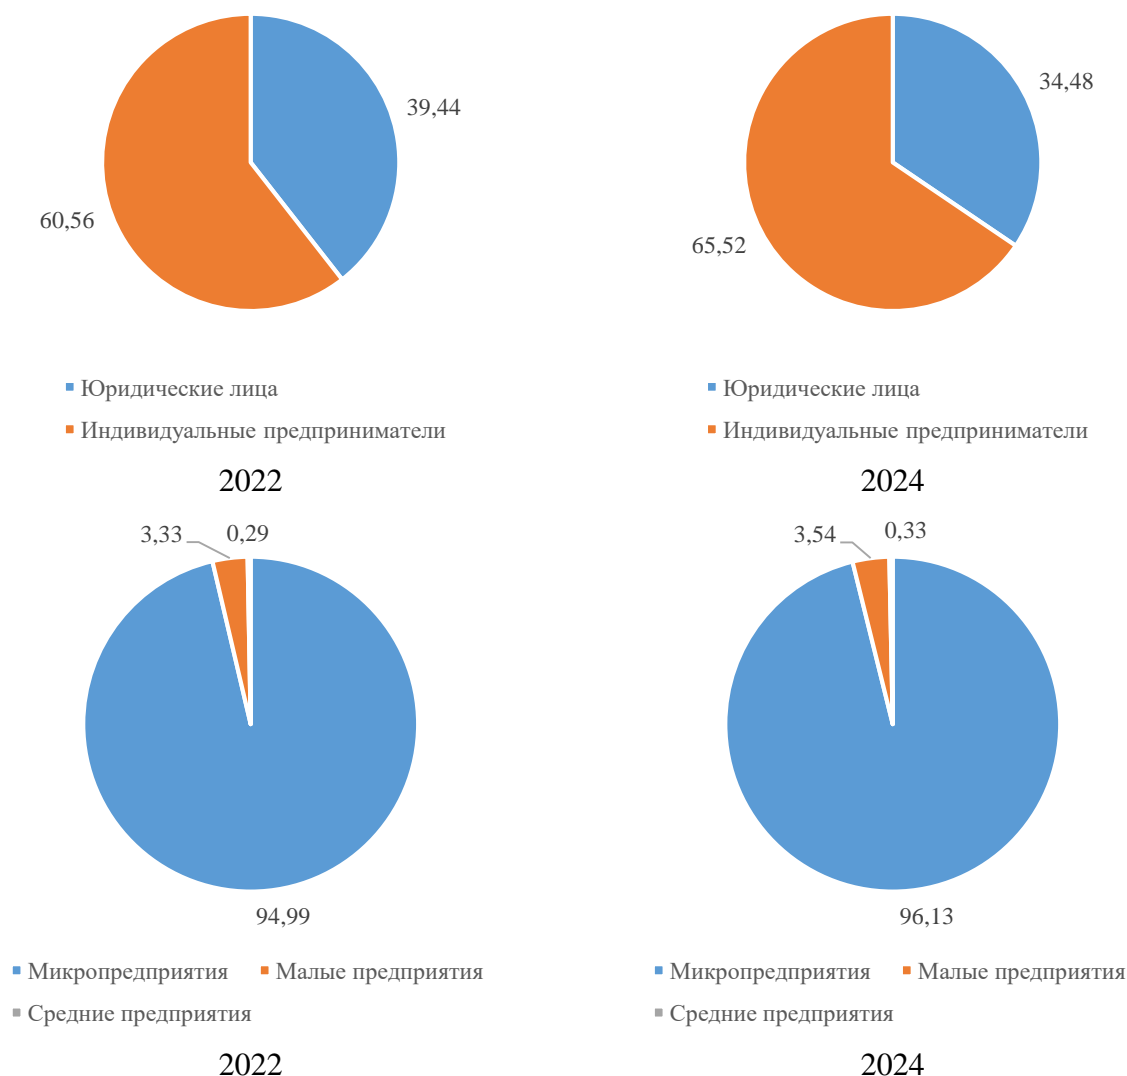 39,44
60,56
Юридические лица
Индивидуальные предприниматели
2022
34,48
65,52
Юридические лица
Индивидуальные предприниматели
2024
3,33
0,29
94,99
Микропредприятия
Малые предприятия
Средние предприятия
2022
3,54
0,33
96,13
Микропредприятия
Малые предприятия
Средние предприятия
2024